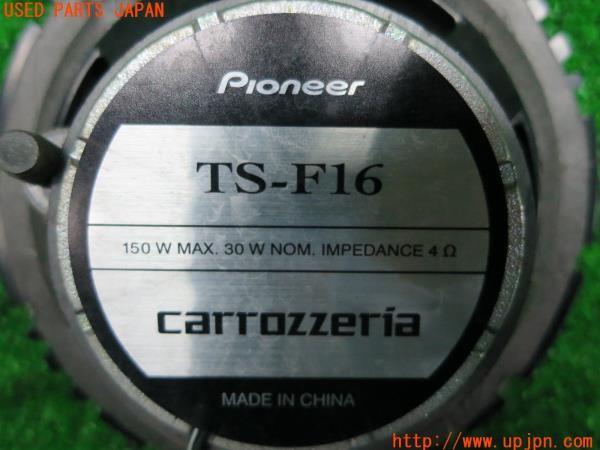 USED PARTS JAPAN
Pioneer
TS-F16
150 W MAX. 30 W NOM. IMPEDANCE 4 Ω
carrozzeria
MADE IN CHINA
http://www.upjpn.com/